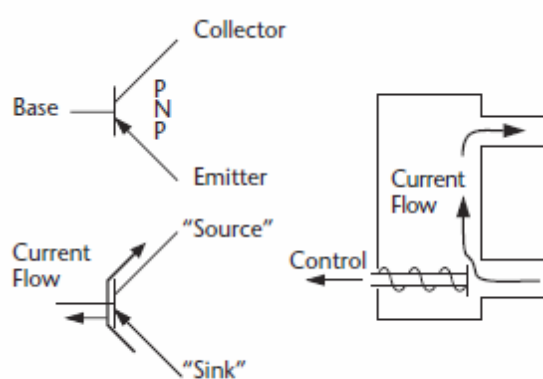 Collector
Base
P
N
P
Emitter
"Source"
Current
Flow
"Sink"
Current
Flow
Control